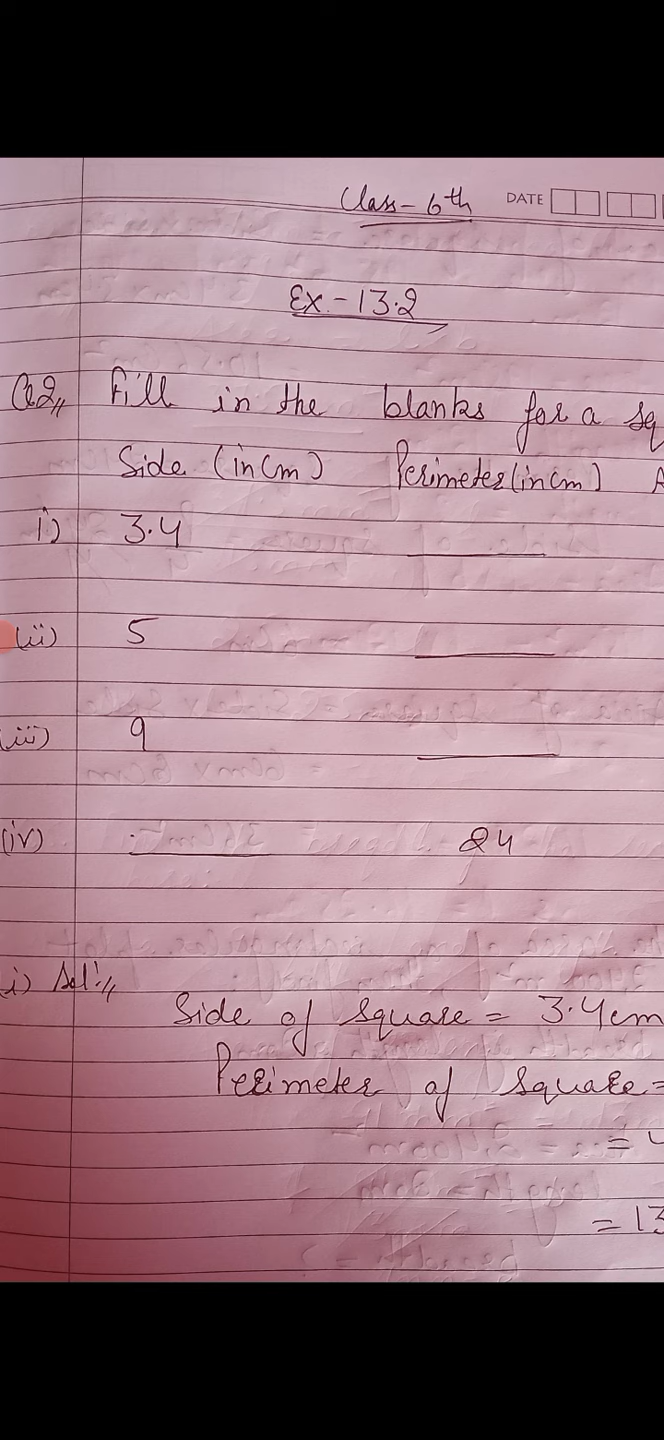 Class - 6th DATE
Ex - 13.2
Q2,, Fill in the blanks for a sq
Side (in Cm) Perimeter (in cm) A
i) 3.4
(ii) 5
(iii) 9
(iv) 24
i) Sol:,,
Side of square = 3.4cm
Perimeter of square =
= 4
= 13